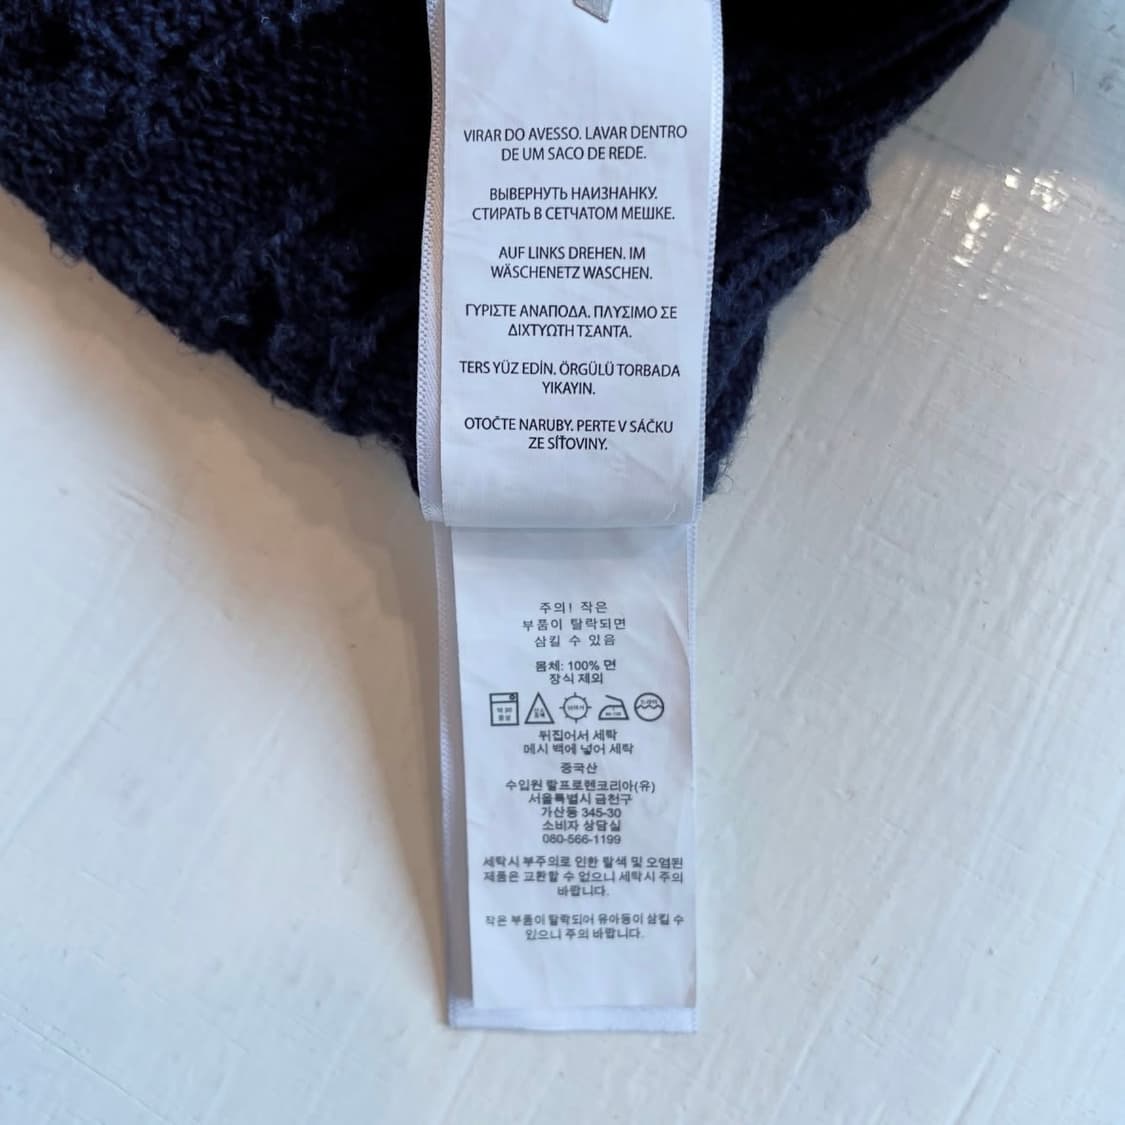 VIRAR DO AVESSO. LAVAR DENTRO
DE UM SACO DE REDE.
ВЫВЕРНУТЬ НАИЗНАНКУ.
СТИРАТЬ В СЕТЧАТОМ МЕШКЕ.
AUF LINKS DREHEN. IM
WÄSCHENETZ WASCHEN.
ΓΥΡΙΣΤΕ ΑΝΑΠΟΔΑ. ΠΛΥΣΙΜΟ ΣΕ
ΔΙΧΤΥΩΤΗ ΤΣΑΝΤΑ.
TERS YÜZ EDİN. ÖRGÜLÜ TORBADA
YIKAYIN.
OTOČTE NARUBY. PERTE V SÁČKU
ZE SÍŤOVINY.
주의! 작은
부품이 탈락되면
삼킬 수 있음
몸체: 100% 면
장식 제외
뒤집어서 세탁
메시 백에 넣어 세탁
중국산
수입원 랄프로렌코리아(유)
서울특별시 금천구
가산동 345-30
소비자 상담실
080-566-1199
세탁시 부주의로 인한 탈색 및 오염된
제품은 교환할 수 없으니 세탁시 주의
바랍니다.
작은 부품이 탈락되어 유아등이 삼킬 수
있으니 주의 바랍니다.